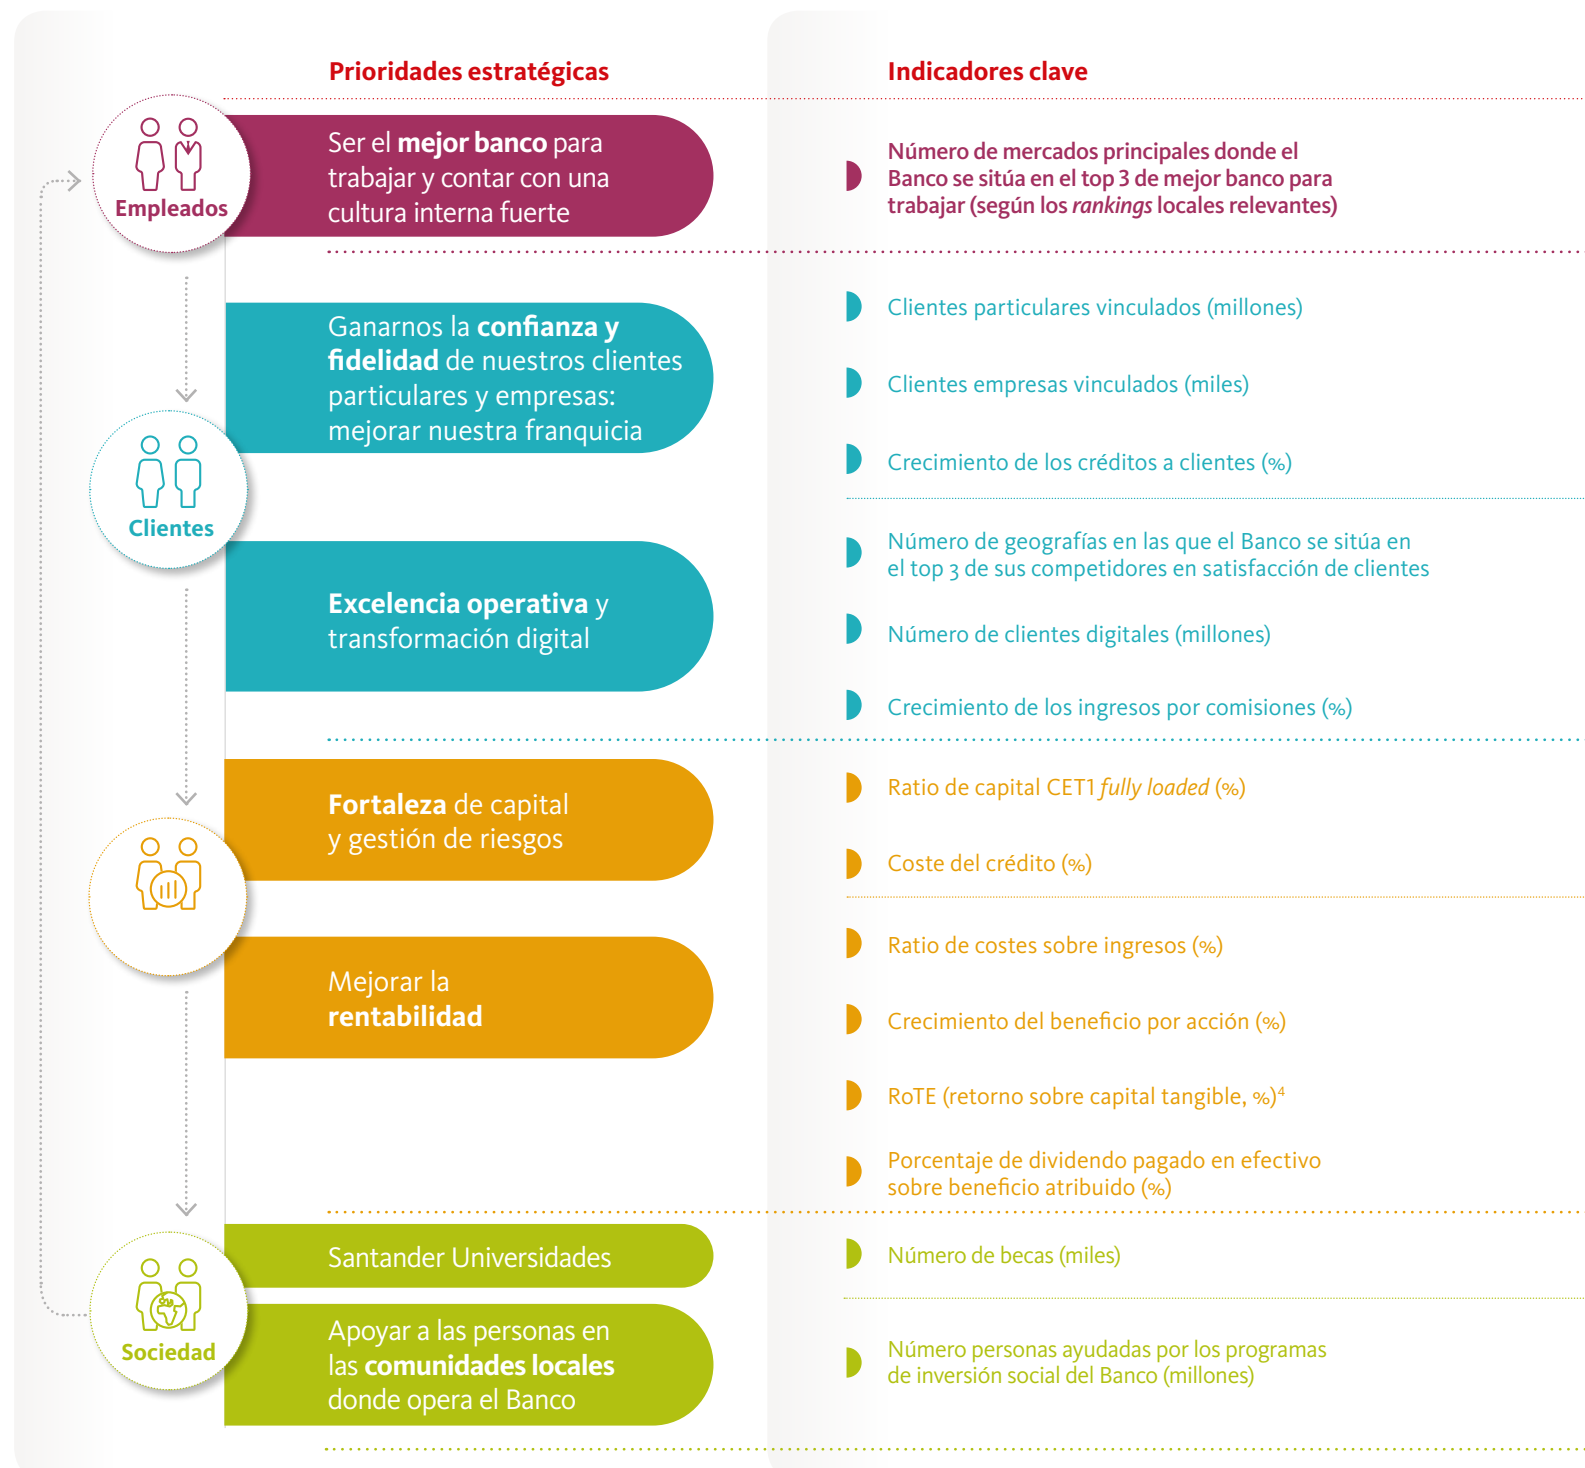 Prioridades estratégicas
Indicadores clave
Empleados
Ser el mejor banco para
trabajar y contar con una
cultura interna fuerte
Número de mercados principales donde el
Banco se sitúa en el top 3 de mejor banco para
trabajar (según los rankings locales relevantes)
Clientes
Ganarnos la confianza y
fidelidad de nuestros clientes
particulares y empresas:
mejorar nuestra franquicia
Clientes particulares vinculados (millones)
Clientes empresas vinculados (miles)
Crecimiento de los créditos a clientes (%)
Excelencia operativa y
transformación digital
Número de geografías en las que el Banco se sitúa en
el top 3 de sus competidores en satisfacción de clientes
Número de clientes digitales (millones)
Crecimiento de los ingresos por comisiones (%)
Fortaleza de capital
y gestión de riesgos
Ratio de capital CET1 fully loaded (%)
Coste del crédito (%)
Mejorar la
rentabilidad
Ratio de costes sobre ingresos (%)
Crecimiento del beneficio por acción (%)
RoTE (retorno sobre capital tangible, %)⁴
Porcentaje de dividendo pagado en efectivo
sobre beneficio atribuido (%)
Sociedad
Santander Universidades
Número de becas (miles)
Apoyar a las personas en
las comunidades locales
donde opera el Banco
Número personas ayudadas por los programas
de inversión social del Banco (millones)